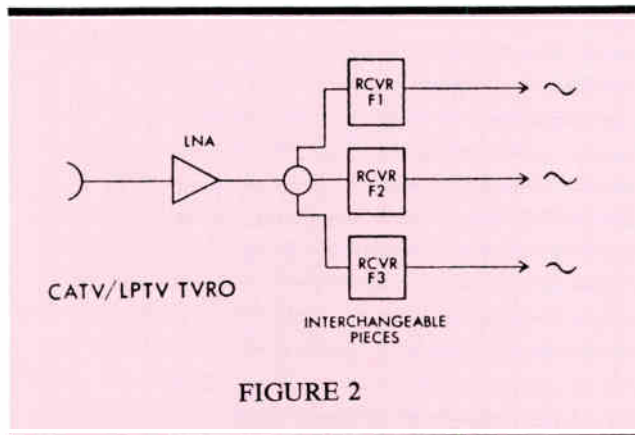 RCVR
F1
LNA
RCVR
F2
RCVR
F3
CATV/LPTV TVRO
INTERCHANGEABLE
PIECES
FIGURE 2